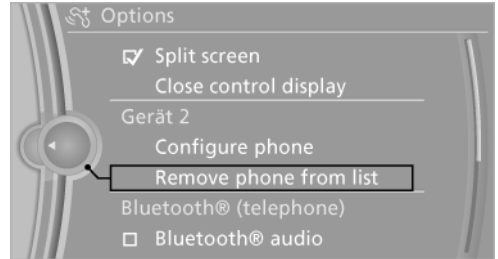 Options
Split screen
Close control display
Gerät 2
Configure phone
Remove phone from list
Bluetooth® (telephone)
Bluetooth® audio